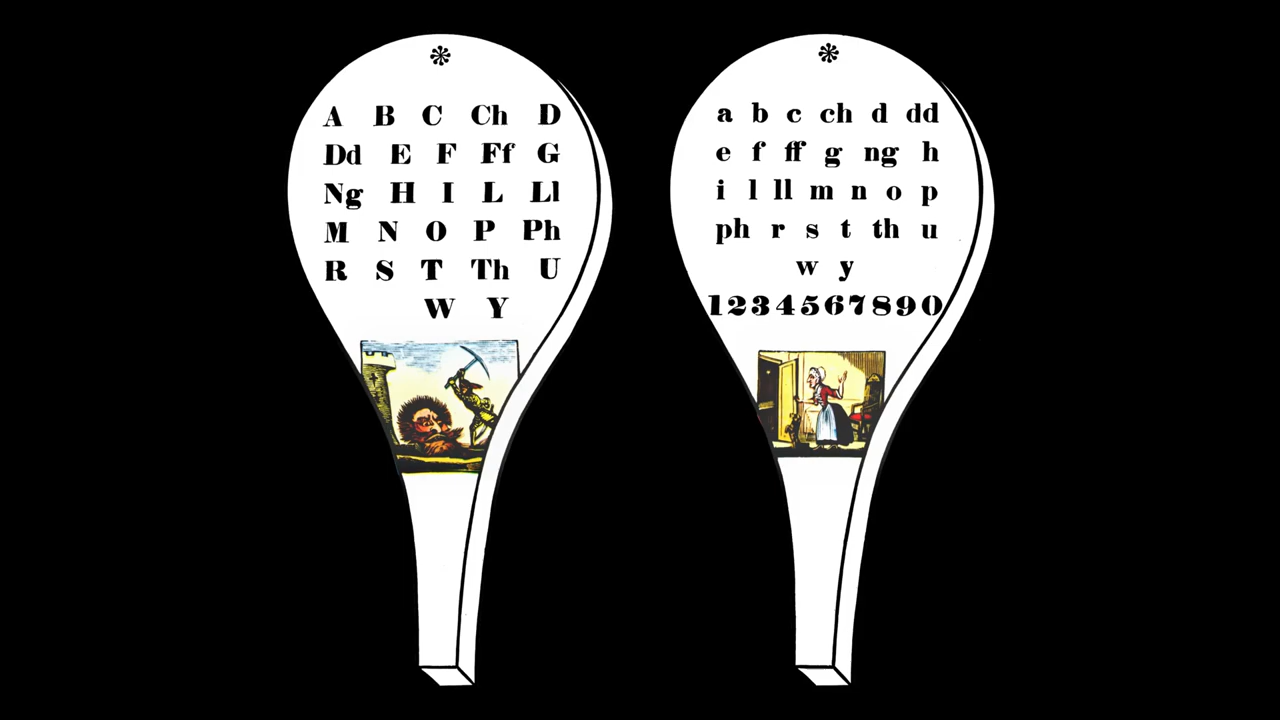 A B C Ch D
Dd E F Ff G
Ng H I L Ll
M N O P Ph
R S T Th U
W Y
a b c ch d dd
e f ff g ng h
i l ll m n o p
ph r s t th u
w y
1234567890